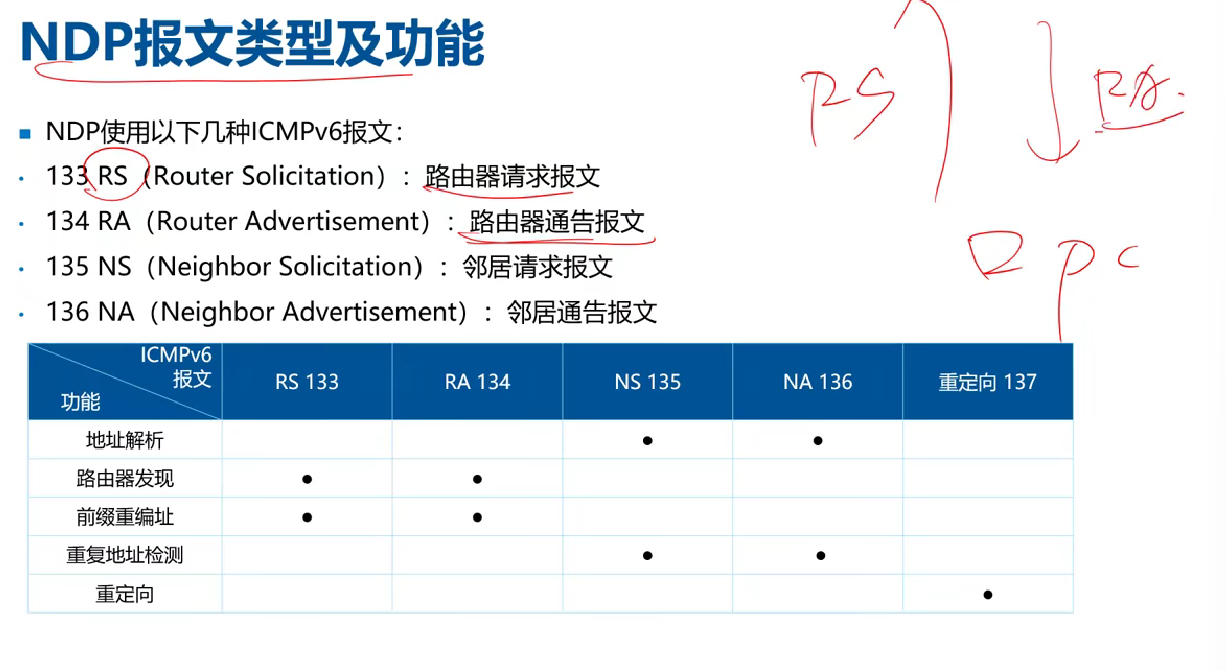 NDP报文类型及功能
RS
RA
■ NDP使用以下几种ICMPv6报文：
• 133 RS（Router Solicitation）：路由器请求报文
• 134 RA（Router Advertisement）：路由器通告报文
• 135 NS（Neighbor Solicitation）：邻居请求报文
• 136 NA（Neighbor Advertisement）：邻居通告报文
PC
ICMPv6
报文
功能
RS 133 RA 134 NS 135 NA 136 重定向 137
地址解析 • •
路由器发现 • •
前缀重编址 • •
重复地址检测 • •
重定向 •